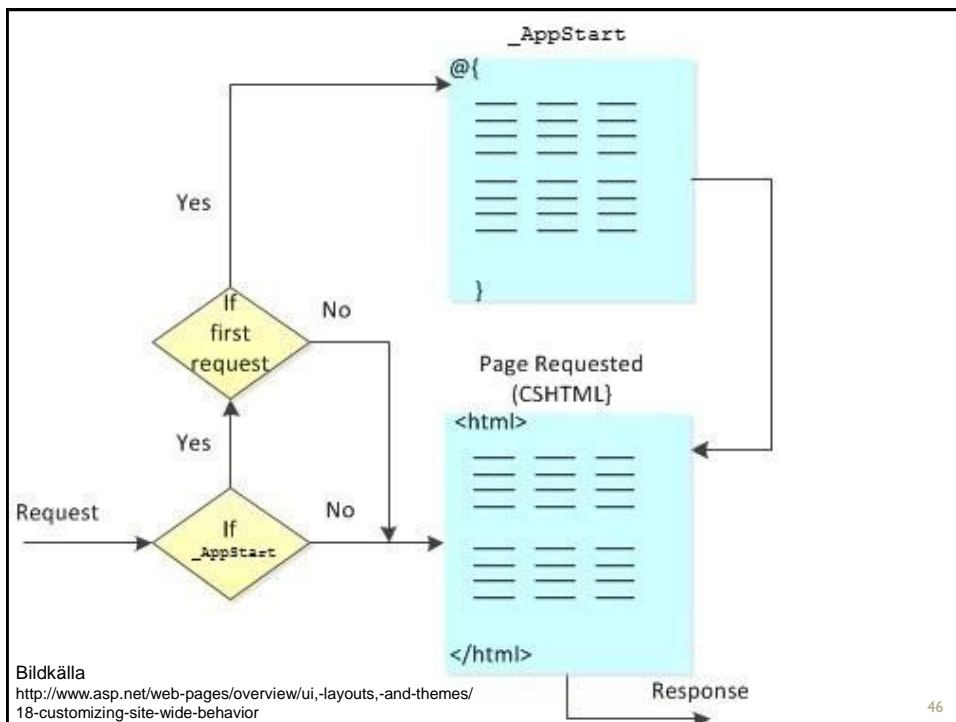 _AppStart
@{
Yes
}
If
first
request
No
Page Requested
(CSHTML}
<html>
Yes
Request
If
_AppStart
No
</html>
Response
Bildkälla
http://www.asp.net/web-pages/overview/ui,-layouts,-and-themes/
18-customizing-site-wide-behavior
46